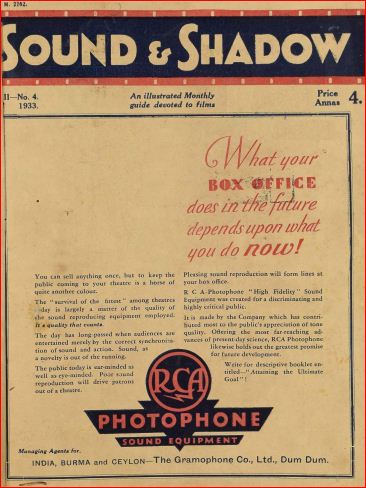 M. 2262.
SOUND & SHADOW
II—No. 4.
1933.
An illustrated Monthly
guide devoted to films
Price
Annas 4.
What your
BOX OFFICE
does in the future
depends upon what
you do now!
You can sell anything once, but to keep the
public coming to your theatre is a horse of
quite another colour.
The "survival of the fittest" among theatres
today is largely a matter of the quality of
the sound reproducing equipment employed.
It's quality that counts.
The day has long-passed when audiences are
entertained merely by the correct synchronisa-
tion of sound and action. Sound, as
a novelty is out of the running.
The public today is ear-minded as
well as eye-minded. Poor sound
reproduction will drive patrons
out of a theatre.
Pleasing sound reproduction will form lines at
your box office.
R C A-Photophone "High Fidelity" Sound
Equipment was created for a discriminating and
highly critical public.
It is made by the Company which has contri-
buted most to the public's appreciation of tone
quality. Offering the most far-reaching ad-
vances of present-day science, RCA Photophone
likewise holds out the greatest promise
for future development.
Write for descriptive booklet en-
titled—"Attaining the Ultimate
Goal"!
RCA
PHOTOPHONE
SOUND EQUIPMENT
Managing Agents for.
INDIA, BURMA and CEYLON—The Gramophone Co., Ltd., Dum Dum.